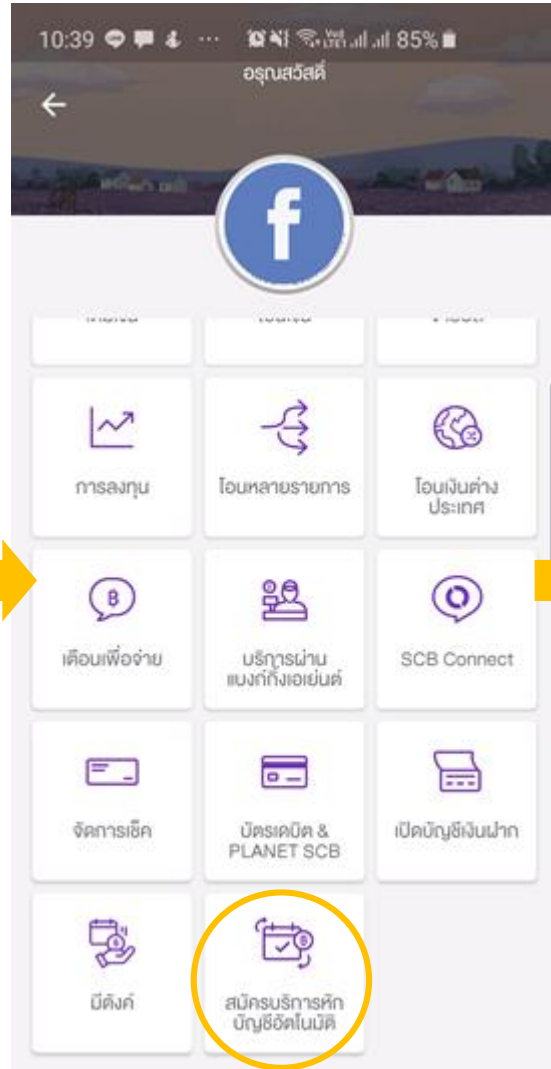 10:39 ... 85%
อรุณสวัสดิ์
f
การลงทุน
โอนหลายรายการ
โอนเงินต่าง
ประเทศ
เตือนเพื่อจ่าย
บริการผ่าน
แบงก์กิ้งเอเย่นต์
SCB Connect
จัดการเช็ค
บัตรเดบิต &
PLANET SCB
เปิดบัญชีเงินฝาก
มีตังค์
สมัครบริการหัก
บัญชีอัตโนมัติ